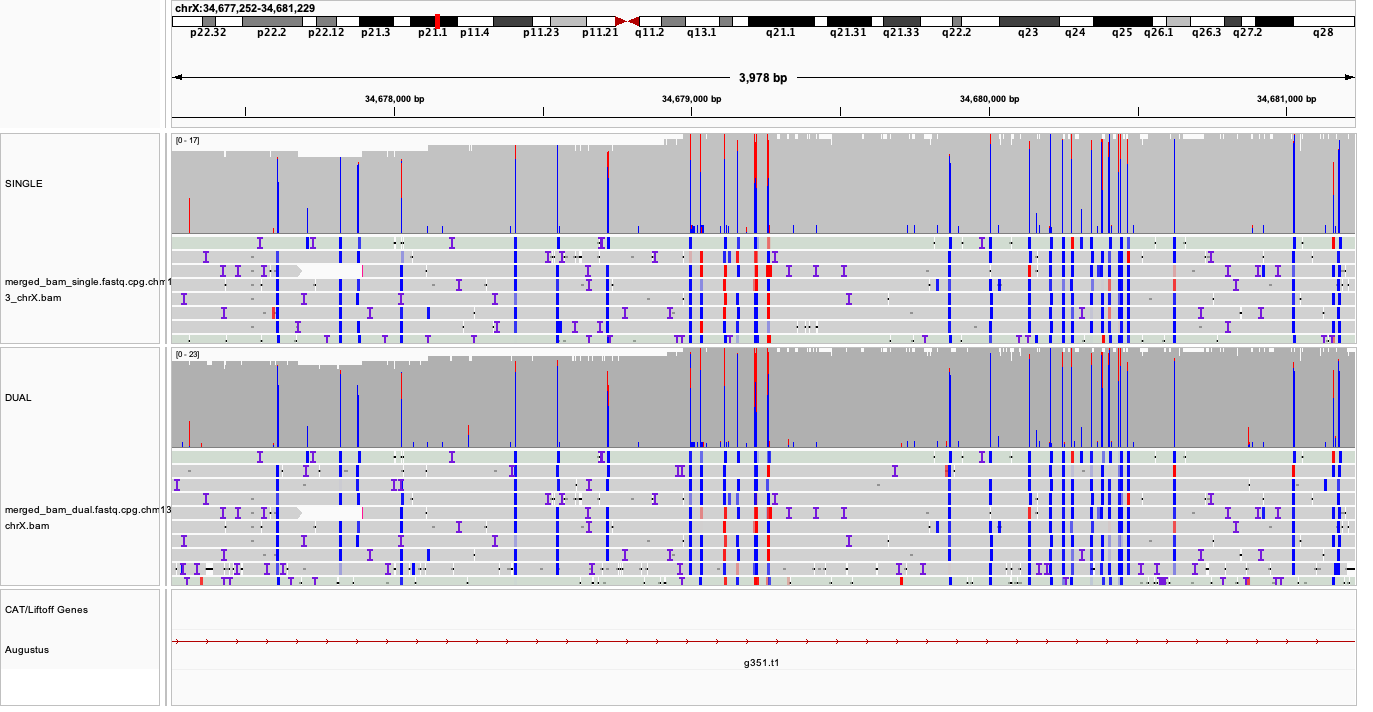 chrX:34,677,252-34,681,229
p22.32 p22.2 p22.12 p21.3 p21.1 p11.4 p11.23 p11.21 q11.2 q13.1 q21.1 q21.31 q21.33 q22.2 q23 q24 q25 q26.1 q26.3 q27.2 q28
3,978 bp
34,678,000 bp 34,679,000 bp 34,680,000 bp 34,681,000 bp
[0 - 17]
SINGLE
merged_bam_single.fastq.cpg.chm1
3_chrX.bam
[0 - 23]
DUAL
merged_bam_dual.fastq.cpg.chm13
chrX.bam
CAT/Liftoff Genes
Augustus
g351.t1